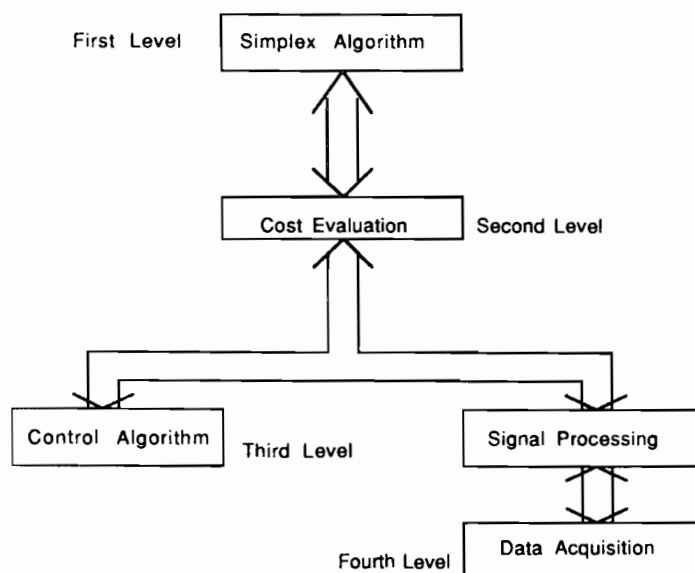 First Level
Simplex Algorithm
Cost Evaluation
Second Level
Control Algorithm
Third Level
Signal Processing
Fourth Level
Data Acquisition